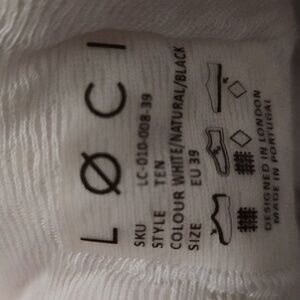 LØCI
SKU LC-010-008-39
STYLE TEN
COLOUR WHITE/NATURAL/BLACK
SIZE EU 39
DESIGNED IN LONDON
MADE IN PORTUGAL